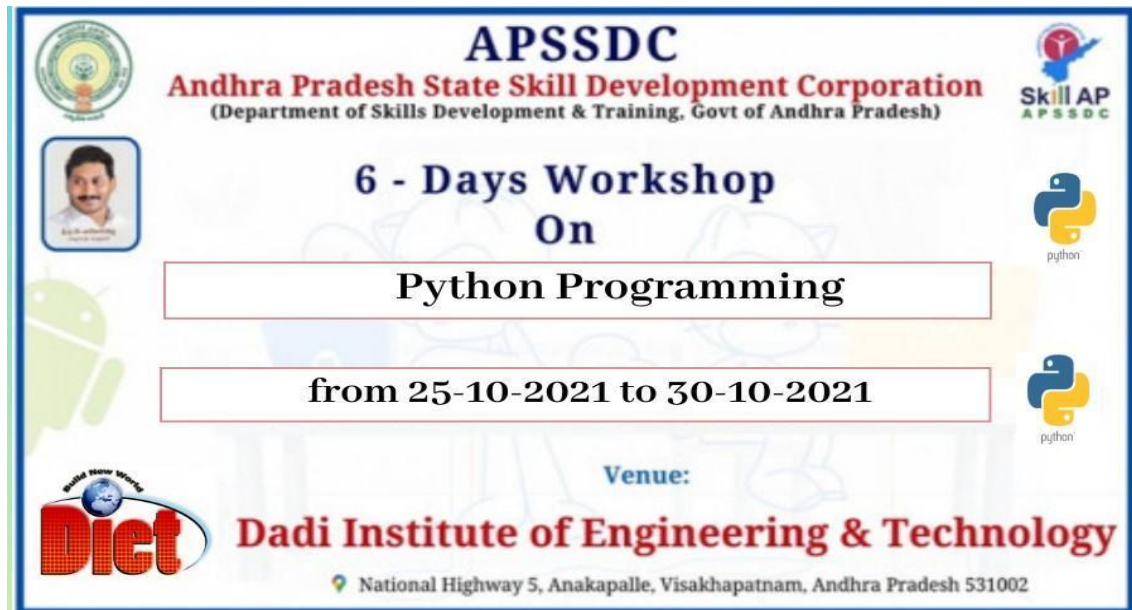 APSSDC
Andhra Pradesh State Skill Development Corporation
(Department of Skills Development & Training, Govt of Andhra Pradesh)
Skill AP
APSSDC
6 - Days Workshop
On
python
Python Programming
from 25-10-2021 to 30-10-2021
python
Venue:
Build New World
Diet
Dadi Institute of Engineering & Technology
National Highway 5, Anakapalle, Visakhapatnam, Andhra Pradesh 531002